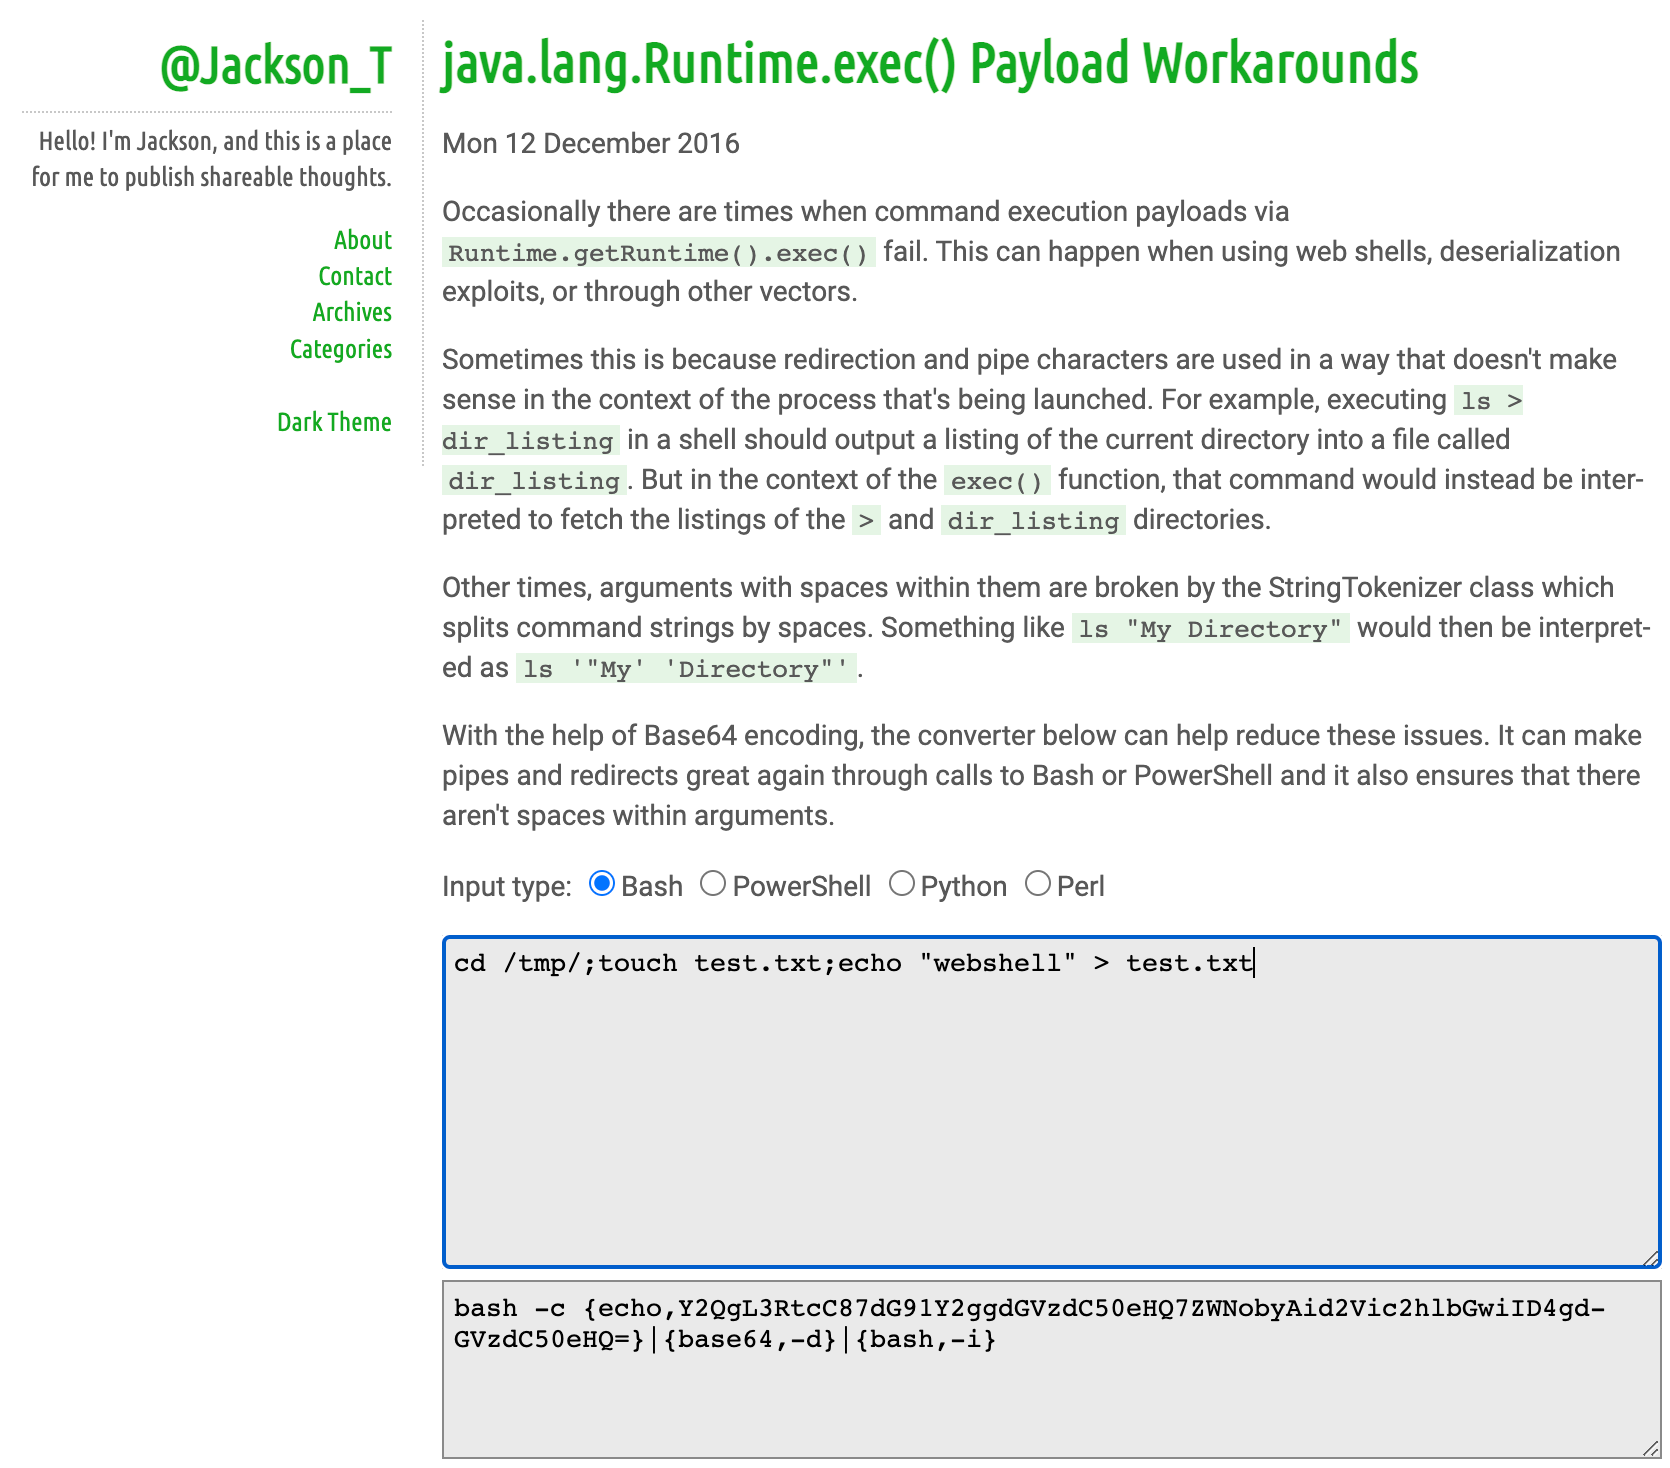 @Jackson_T
Hello! I'm Jackson, and this is a place
for me to publish shareable thoughts.
About
Contact
Archives
Categories
Dark Theme
java.lang.Runtime.exec() Payload Workarounds
Mon 12 December 2016
Occasionally there are times when command execution payloads via
Runtime.getRuntime().exec() fail. This can happen when using web shells, deserialization
exploits, or through other vectors.
Sometimes this is because redirection and pipe characters are used in a way that doesn't make
sense in the context of the process that's being launched. For example, executing ls >
dir_listing in a shell should output a listing of the current directory into a file called
dir_listing. But in the context of the exec() function, that command would instead be inter-
preted to fetch the listings of the > and dir_listing directories.
Other times, arguments with spaces within them are broken by the StringTokenizer class which
splits command strings by spaces. Something like ls "My Directory" would then be interpret-
ed as ls '"My' 'Directory"'.
With the help of Base64 encoding, the converter below can help reduce these issues. It can make
pipes and redirects great again through calls to Bash or PowerShell and it also ensures that there
aren't spaces within arguments.
Input type: Bash PowerShell Python Perl
cd /tmp/;touch test.txt;echo "webshell" > test.txt
bash -c {echo,Y2QgL3RtcC87dG91Y2ggdGVzdC50eHQ7ZWNobyAid2Vic2hlbGwiID4gd-
GVzdC50eHQ=}|{base64,-d}|{bash,-i}